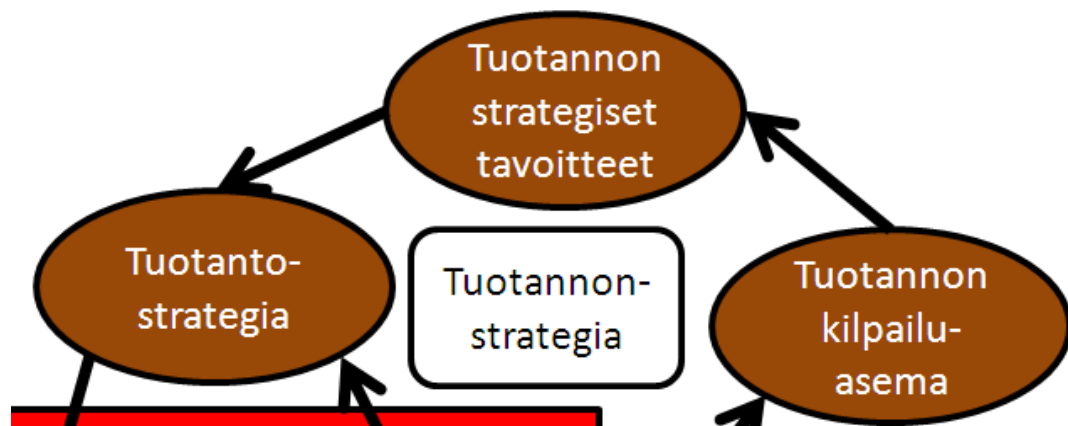 Tuotannon
strategiset
tavoitteet
Tuotanto-
strategia
Tuotannon-
strategia
Tuotannon
kilpailu-
asema